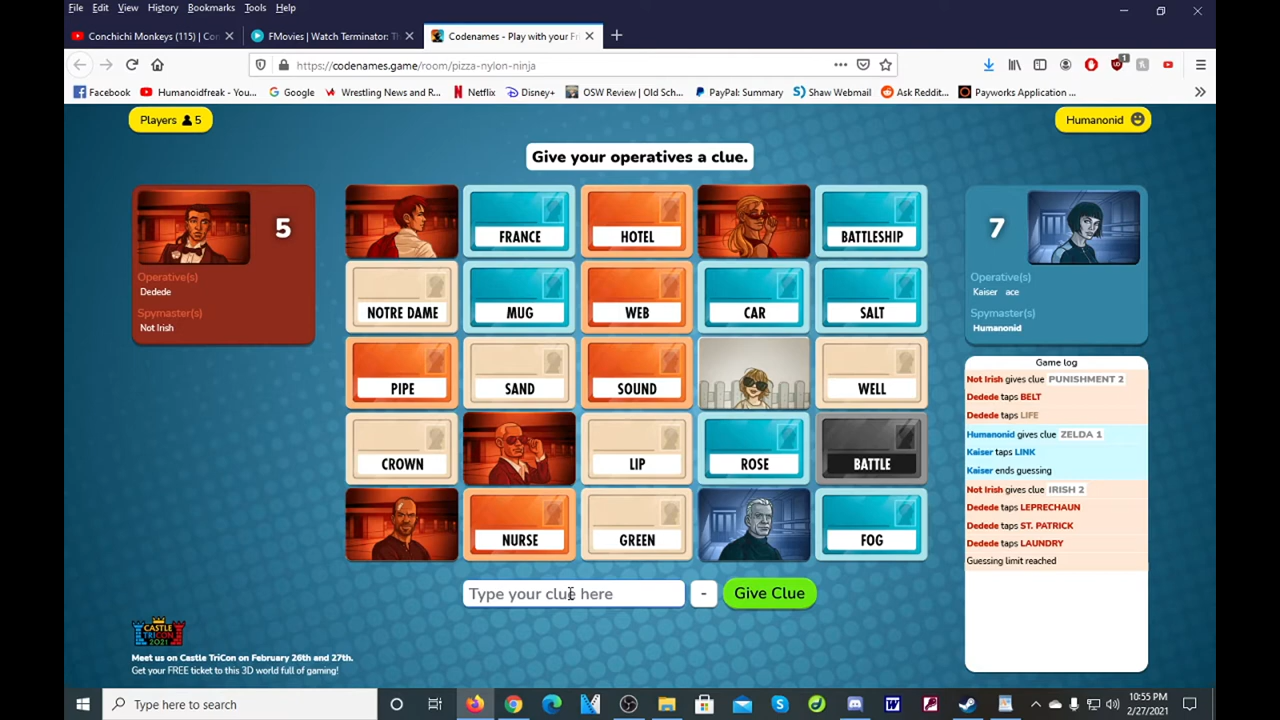 File Edit View History Bookmarks Tools Help
Conchichi Monkeys (115) | Con
FMovies | Watch Terminator: Th
Codenames - Play with your Fri
https://codenames.game/room/pizza-nylon-ninja
Facebook Humanoidfreak - You... Google Wrestling News and R... Netflix Disney+ OSW Review | Old Sch... PayPal: Summary Shaw Webmail Ask Reddit... Payworks Application ...
Players 5
Humanonid
Give your operatives a clue.
5
Operative(s)
Dedede
Spymaster(s)
Not Irish
FRANCE HOTEL BATTLESHIP
NOTRE DAME MUG WEB CAR SALT
PIPE SAND SOUND WELL
CROWN LIP ROSE BATTLE
NURSE GREEN FOG
7
Operative(s)
Kaiser ace
Spymaster(s)
Humanonid
Game log
Not Irish gives clue PUNISHMENT 2
Dedede taps BELT
Dedede taps LIFE
Humanonid gives clue ZELDA 1
Kaiser taps LINK
Kaiser ends guessing
Not Irish gives clue IRISH 2
Dedede taps LEPRECHAUN
Dedede taps ST. PATRICK
Dedede taps LAUNDRY
Guessing limit reached
Type your clue here
-
Give Clue
CASTLE
TRICON
2021
Meet us on Castle TriCon on February 26th and 27th.
Get your FREE ticket to this 3D world full of gaming!
Type here to search
10:55 PM
2/27/2021